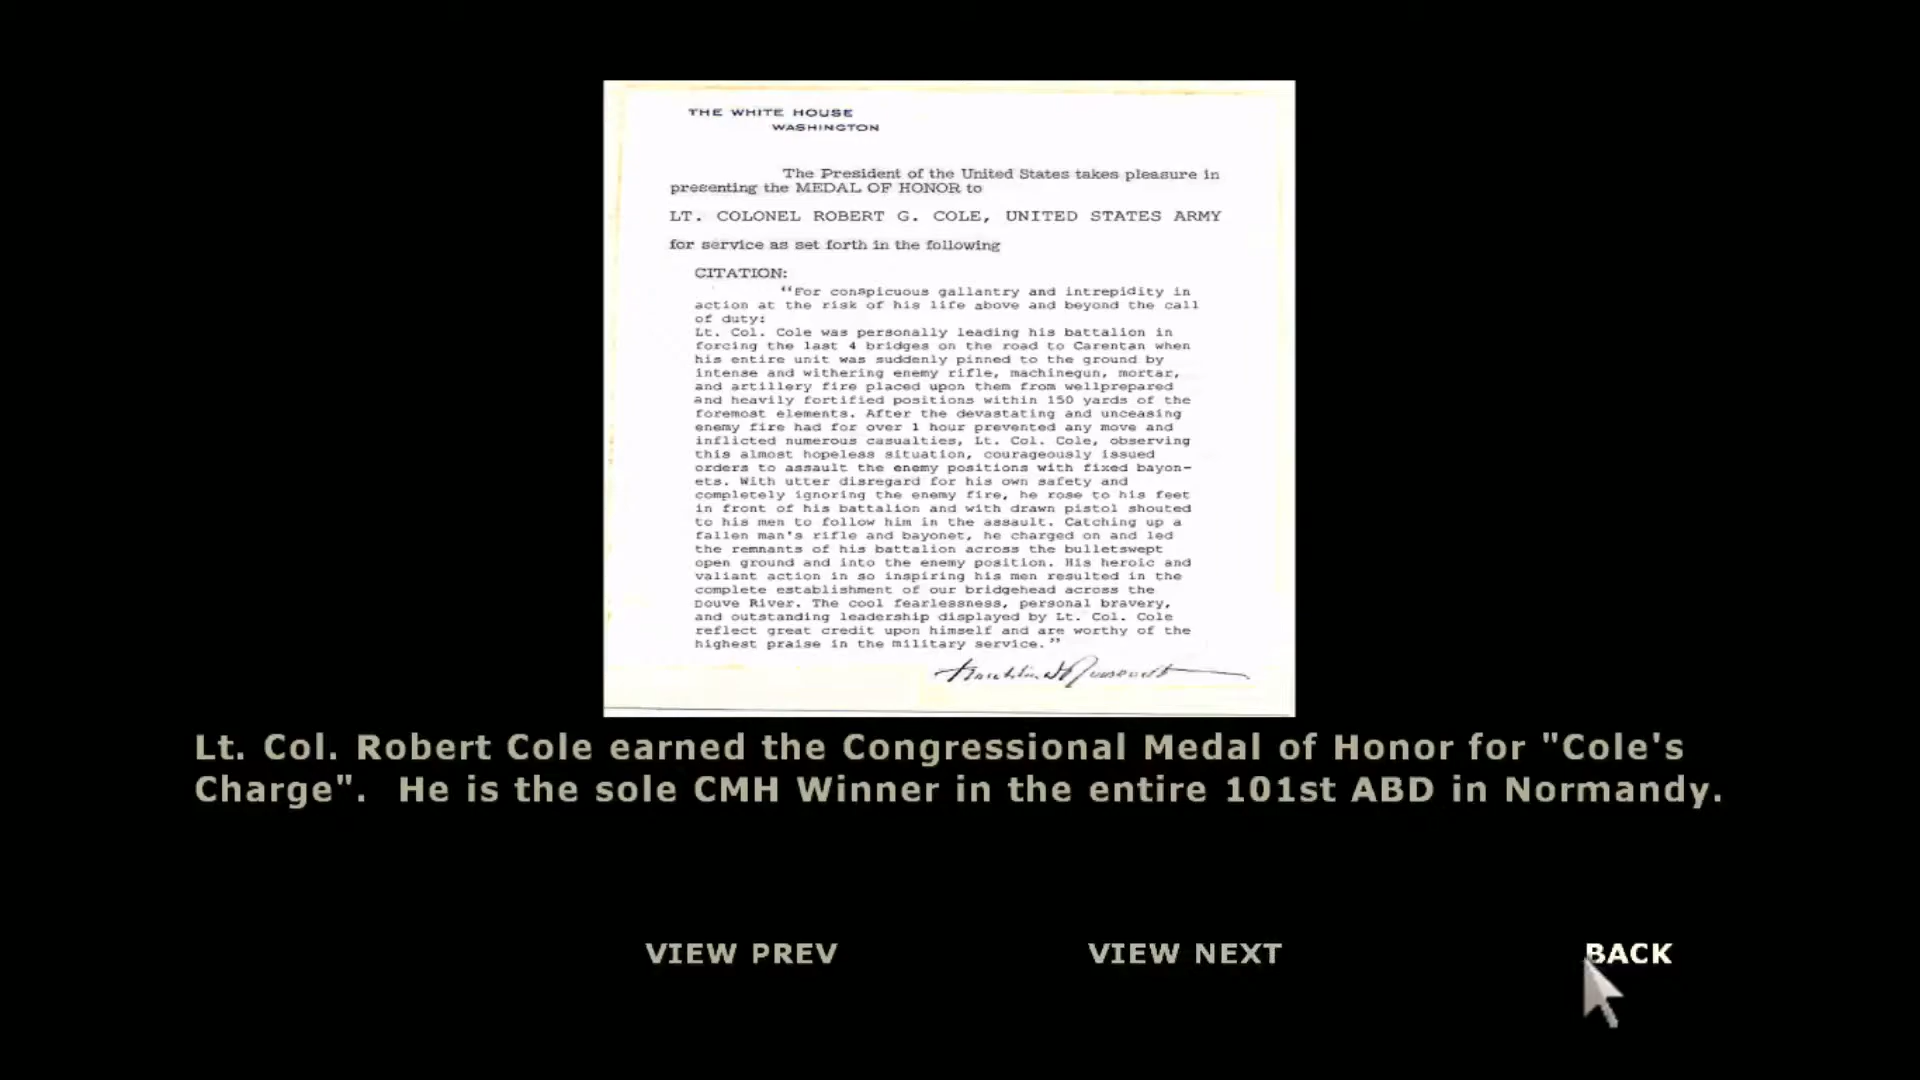 THE WHITE HOUSE
WASHINGTON
The President of the United States takes pleasure in
presenting the MEDAL OF HONOR to
LT. COLONEL ROBERT G. COLE, UNITED STATES ARMY
for service as set forth in the following
CITATION:
"For conspicuous gallantry and intrepidity in
action at the risk of his life above and beyond the call
of duty:
Lt. Col. Cole was personally leading his battalion in
forcing the last 4 bridges on the road to Carentan when
his entire unit was suddenly pinned to the ground by
intense and withering enemy rifle, machinegun, mortar,
and artillery fire placed upon them from wellprepared
and heavily fortified positions within 150 yards of the
foremost elements. After the devastating and unceasing
enemy fire had for over 1 hour prevented any move and
inflicted numerous casualties, Lt. Col. Cole, observing
this almost hopeless situation, courageously issued
orders to assault the enemy positions with fixed bayon-
ets. With utter disregard for his own safety and
completely ignoring the enemy fire, he rose to his feet
in front of his battalion and with drawn pistol shouted
to his men to follow him in the assault. Catching up a
fallen man's rifle and bayonet, he charged on and led
the remnants of his battalion across the bulletswept
open ground and into the enemy position. His heroic and
valiant action in so inspiring his men resulted in the
complete establishment of our bridgehead across the
Douve River. The cool fearlessness, personal bravery,
and outstanding leadership displayed by Lt. Col. Cole
reflect great credit upon himself and are worthy of the
highest praise in the military service."
Franklin D Roosevelt
Lt. Col. Robert Cole earned the Congressional Medal of Honor for "Cole's
Charge".  He is the sole CMH Winner in the entire 101st ABD in Normandy.
VIEW PREV
VIEW NEXT
BACK